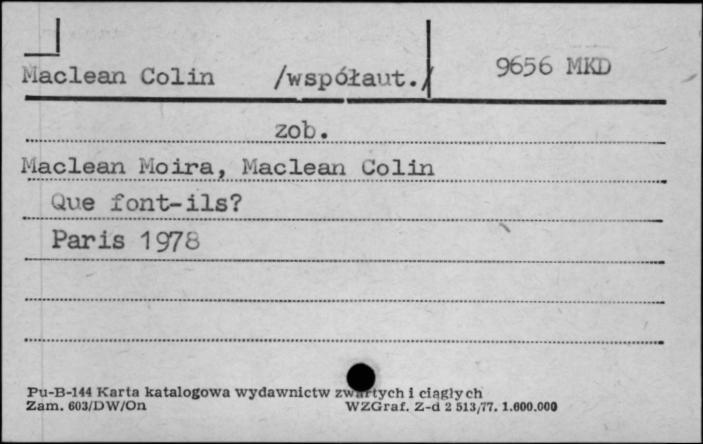 Maclean Colin /współaut./ 9656 MKD
zob.
Maclean Moira, Maclean Colin
Que font-ils?
Paris 1978
Pu-B-144 Karta katalogowa wydawnictw zwartych i ciągłych
Zam. 603/DW/On WZGraf. Z-d 2 513/77. 1.600.000